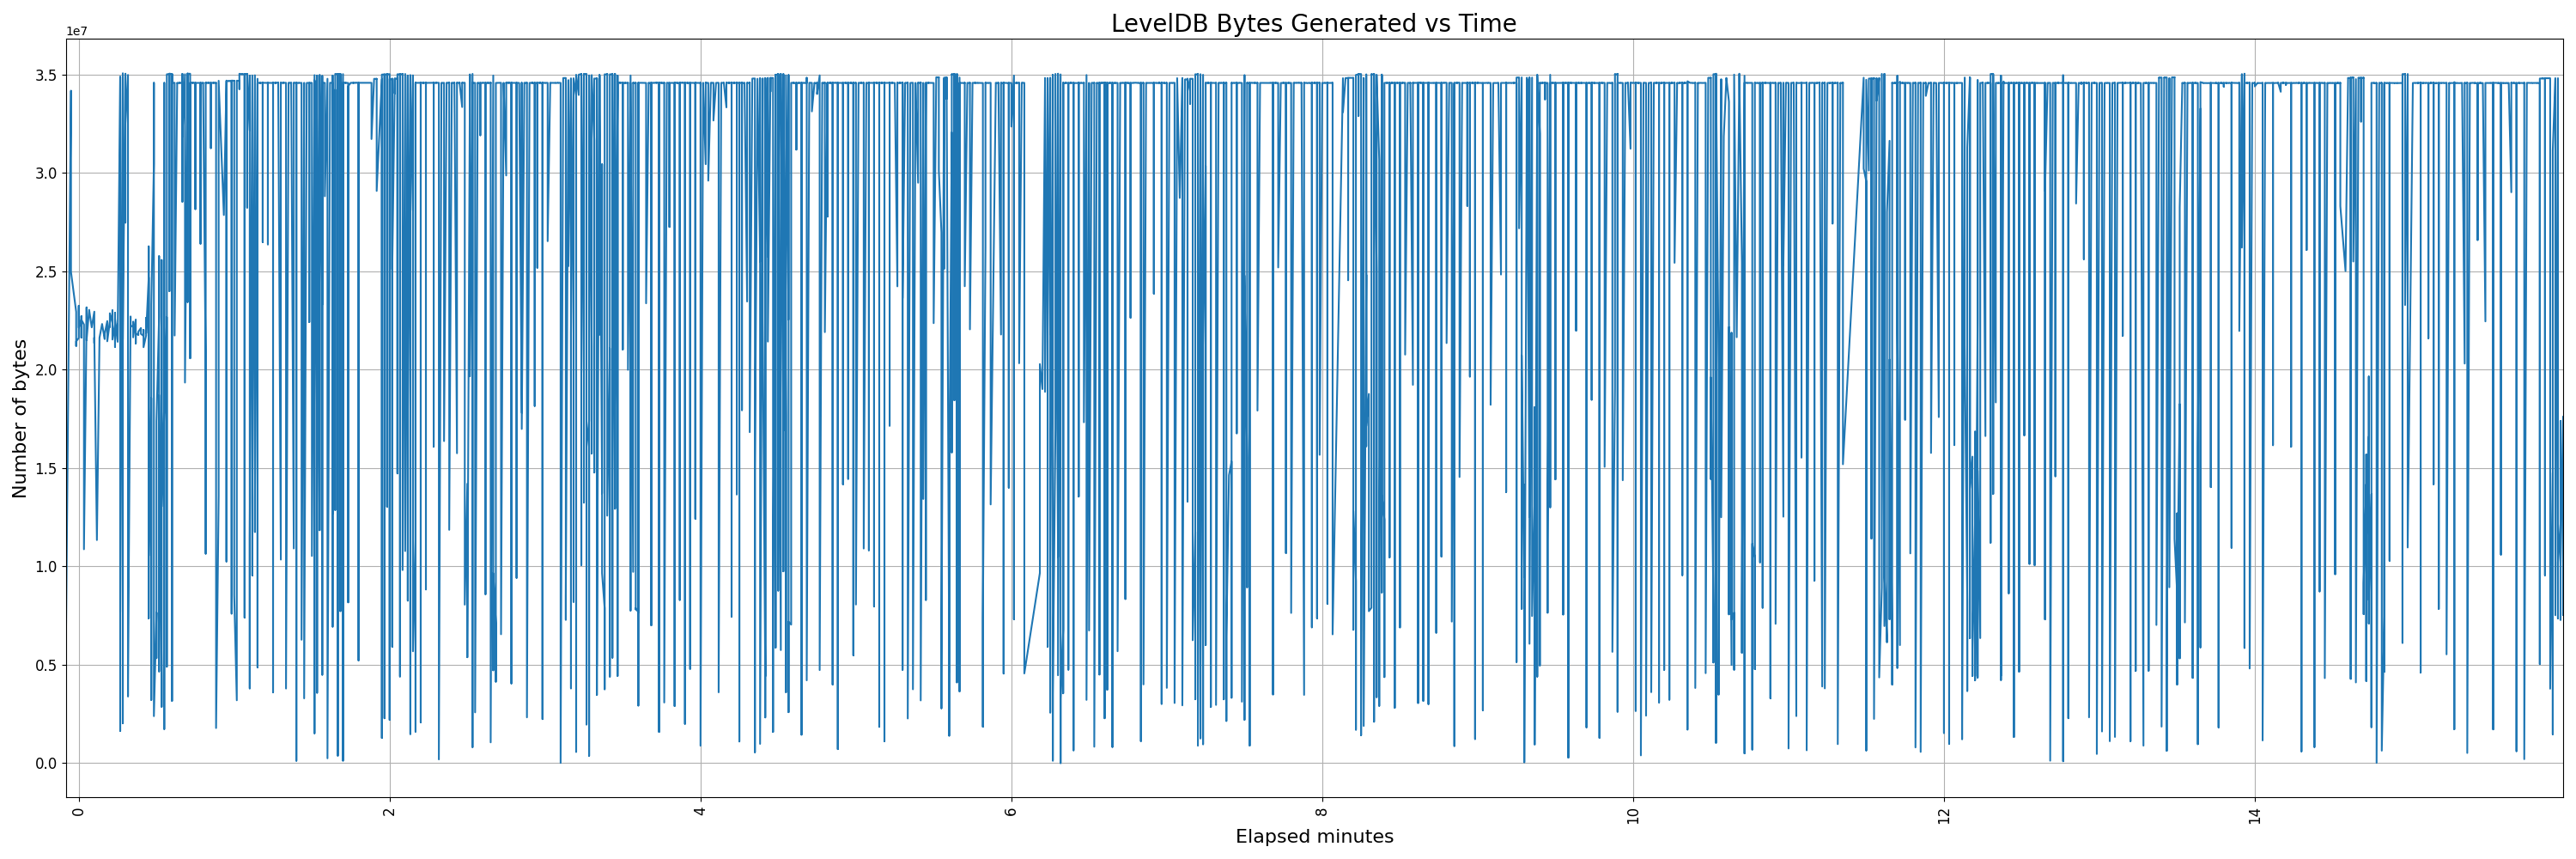 LevelDB Bytes Generated vs Time
1e7
3.5
3.0
2.5
2.0
1.5
1.0
0.5
0.0
Number of bytes
0 2 4 6 8 10 12 14
Elapsed minutes